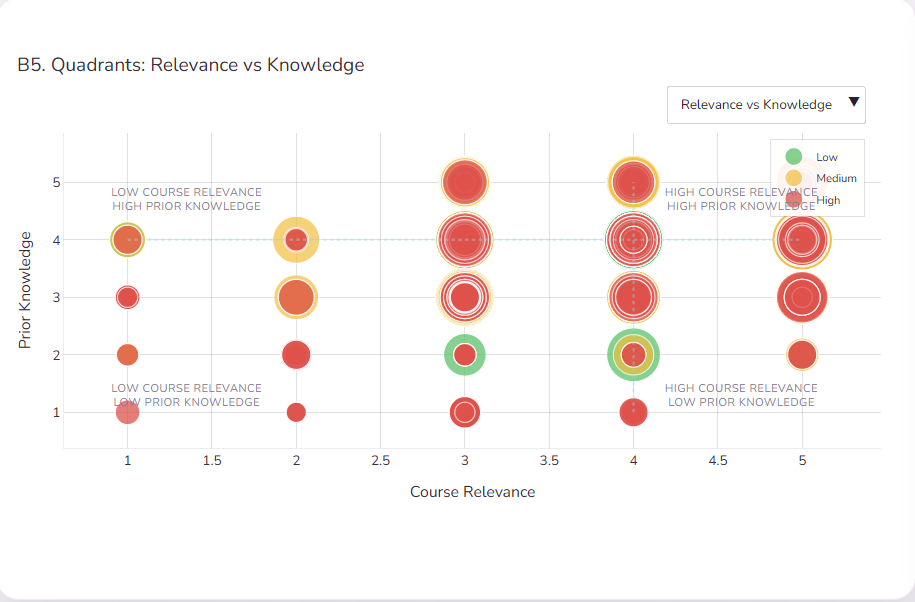 B5. Quadrants: Relevance vs Knowledge
Relevance vs Knowledge
Low
Medium
High
LOW COURSE RELEVANCE
HIGH PRIOR KNOWLEDGE
HIGH COURSE RELEVANCE
HIGH PRIOR KNOWLEDGE
LOW COURSE RELEVANCE
LOW PRIOR KNOWLEDGE
HIGH COURSE RELEVANCE
LOW PRIOR KNOWLEDGE
Prior Knowledge
5
4
3
2
1
1 1.5 2 2.5 3 3.5 4 4.5 5
Course Relevance